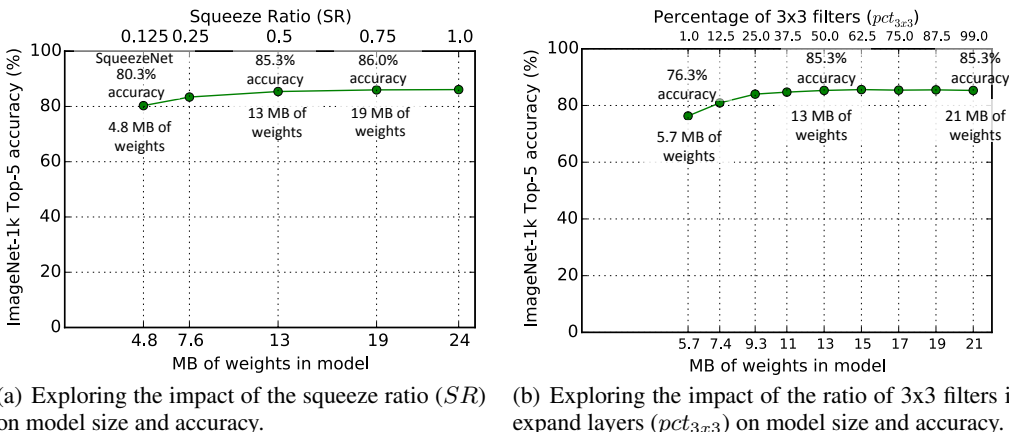 Squeeze Ratio (SR)
0.125 0.25 0.5 0.75 1.0
100
80
60
40
20
0
ImageNet-1k Top-5 accuracy (%)
SqueezeNet
80.3%
accuracy
85.3%
accuracy
86.0%
accuracy
4.8 MB of
weights
13 MB of
weights
19 MB of
weights
4.8 7.6 13 19 24
MB of weights in model
(a) Exploring the impact of the squeeze ratio (SR)
on model size and accuracy.
Percentage of 3x3 filters (pct3x3)
1.0 12.5 25.0 37.5 50.0 62.5 75.0 87.5 99.0
100
80
60
40
20
0
ImageNet-1k Top-5 accuracy (%)
76.3%
accuracy
85.3%
accuracy
85.3%
accuracy
5.7 MB of
weights
13 MB of
weights
21 MB of
weights
5.7 7.4 9.3 11 13 15 17 19 21
MB of weights in model
(b) Exploring the impact of the ratio of 3x3 filters i
expand layers (pct3x3) on model size and accuracy.